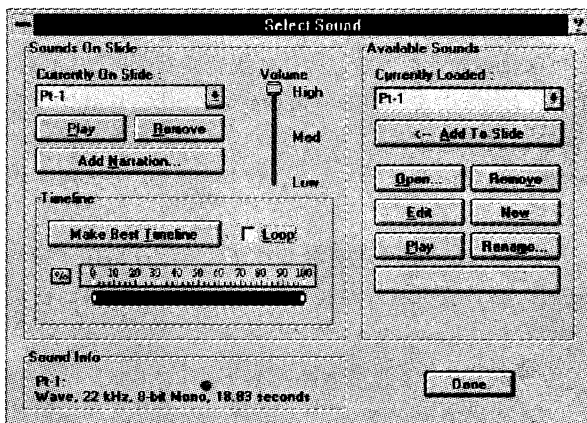 Select Sound
?
Sounds On Slide
Currently On Slide :
Pt-1
Play
Remove
Add Narration...
Volume
High
Med
Low
Timeline
Make Best Timeline
Loop
%
0 10 20 30 40 50 60 70 80 90 100
Sound Info
Pt-1:
Wave, 22 kHz, 8-bit Mono, 18.83 seconds
Available Sounds
Currently Loaded :
Pt-1
<-- Add To Slide
Open...
Remove
Edit
New
Play
Rename...
Done